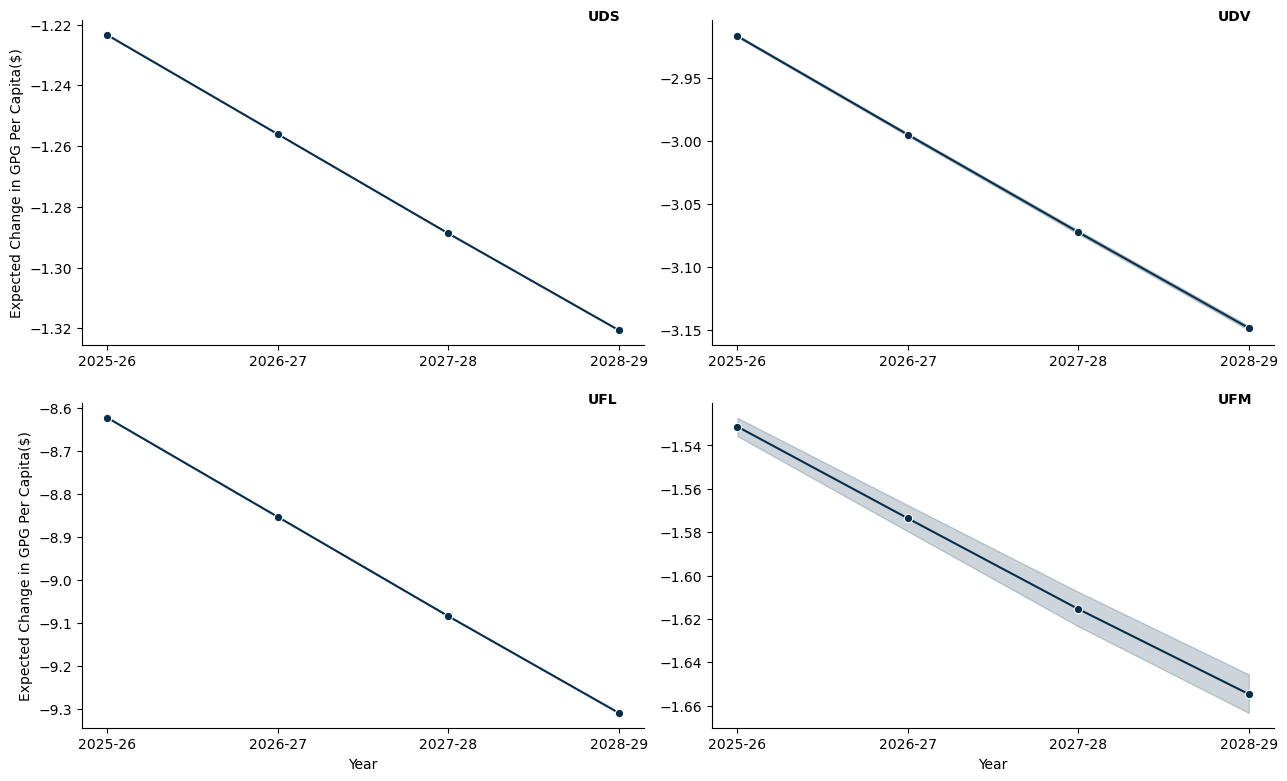 UDS
Expected Change in GPG Per Capita($)
−1.22
−1.24
−1.26
−1.28
−1.30
−1.32
2025-26 2026-27 2027-28 2028-29
UDV
−2.95
−3.00
−3.05
−3.10
−3.15
2025-26 2026-27 2027-28 2028-29
UFL
Expected Change in GPG Per Capita($)
−8.6
−8.7
−8.8
−8.9
−9.0
−9.1
−9.2
−9.3
2025-26 2026-27 2027-28 2028-29
Year
UFM
−1.54
−1.56
−1.58
−1.60
−1.62
−1.64
−1.66
2025-26 2026-27 2027-28 2028-29
Year